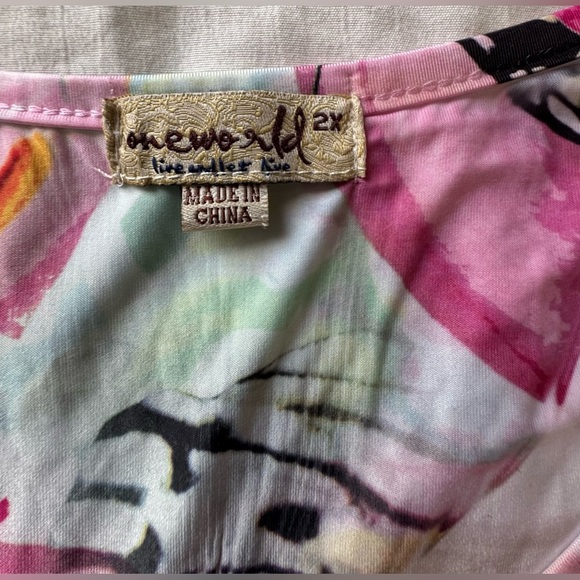 oneworld 2X
live and let live
MADE IN
CHINA